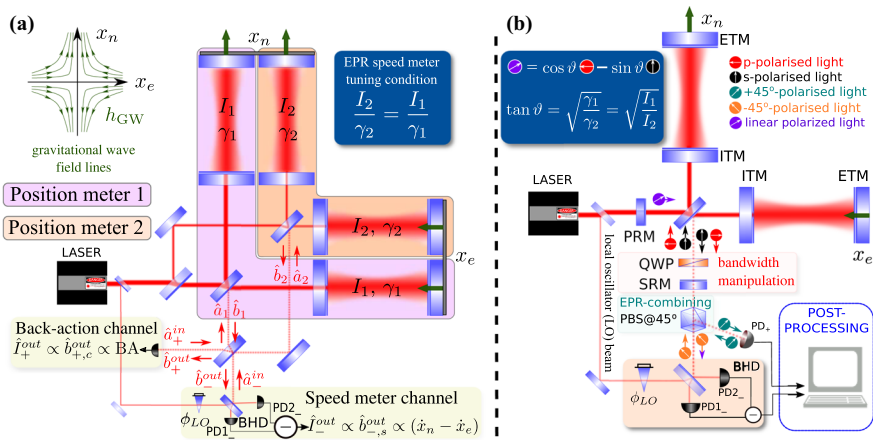 (a)
x_n
x_e
h_GW
gravitational wave
field lines
Position meter 1
Position meter 2
LASER
I_1
γ_1
I_2
γ_2
EPR speed meter
tuning condition
I_2/γ_2 = I_1/γ_1
I_2, γ_2
I_1, γ_1
x_e
b̂_2 â_2
â_1 b̂_1
Back-action channel
Î_+^out ∝ b̂_{+,c}^out ∝ BA
â_+^in
b̂_+^out
b̂_-^out â_-^in
Speed meter channel
ϕ_LO
PD1_-
BHD
PD2_-
−
Î_-^out ∝ b̂_{-,s}^out ∝ (ẋ_n − ẋ_e)
(b)
x_n
ETM
= cos ϑ − sin ϑ
tan ϑ = √(γ_1/γ_2) = √(I_1/I_2)
p-polarised light
s-polarised light
+45º-polarised light
-45º-polarised light
linear polarized light
ITM
LASER
ITM
ETM
PRM
x_e
local oscillator (LO) beam
QWP
SRM
bandwidth
manipulation
EPR-combining
PBS@45°
PD_+
POST-
PROCESSING
BHD
ϕ_LO
PD2_-
PD1_-
−